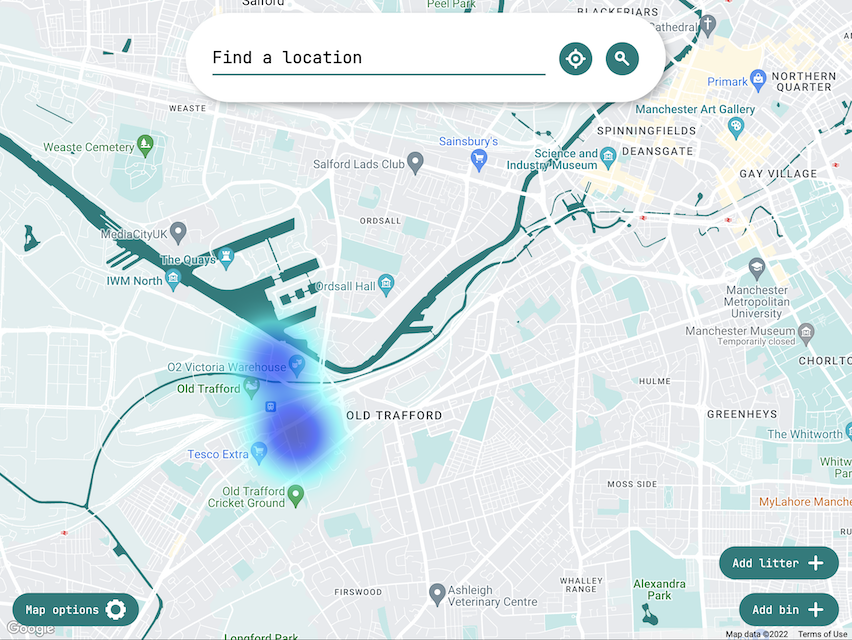 Salford
Peel Park
BLACKFRIARS
Cathedral
Find a location
Primark
NORTHERN
QUARTER
WEASTE
Manchester Art Gallery
Weaste Cemetery
Sainsbury's
SPINNINGFIELDS
Salford Lads Club
Science and
Industry Museum
DEANSGATE
GAY VILLAGE
ORDSALL
MediaCityUK
The Quays
IWM North
Ordsall Hall
Manchester
Metropolitan
University
Manchester Museum
Temporarily closed
O2 Victoria Warehouse
CHORLTO
Old Trafford
HULME
OLD TRAFFORD
GREENHEYS
The Whitworth
Tesco Extra
Whitw
Par
MOSS SIDE
Old Trafford
Cricket Ground
MyLahore Manche
RU
Add litter
FIRSWOOD
Ashleigh
Veterinary Centre
WHALLEY
RANGE
Alexandra
Park
Map options
Add bin
Google
Longford Park
Map data ©2022
Terms of Use